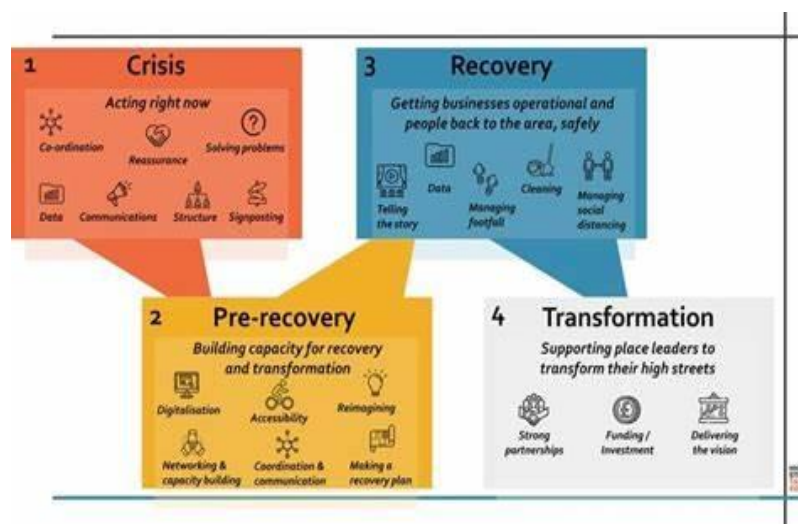 1 Crisis
Acting right now
Co-ordination
Reassurance
Solving problems
Data
Communications
Structure
Signposting
2 Pre-recovery
Building capacity for recovery
and transformation
Digitalisation
Accessibility
Reimagining
Networking &
capacity building
Coordination &
communication
Making a
recovery plan
3 Recovery
Getting businesses operational and
people back to the area, safely
Telling
the story
Data
Managing
footfall
Cleaning
Managing
social
distancing
4 Transformation
Supporting place leaders to
transform their high streets
Strong
partnerships
Funding /
Investment
Delivering
the vision